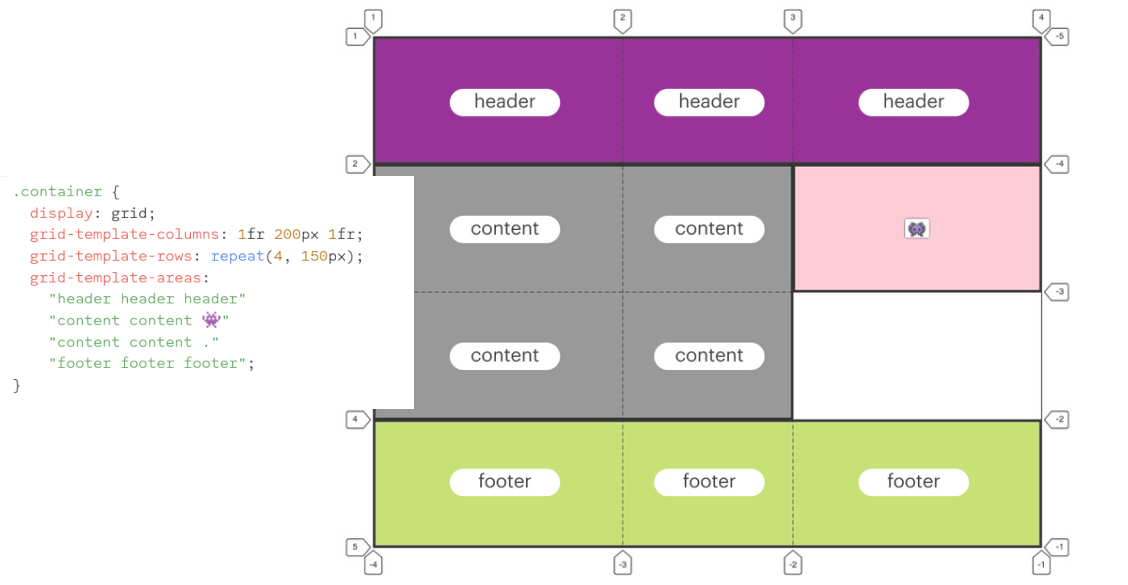 1 2 3 4
1 -5
header header header
2 -4
.container {
display: grid;
content content 👾
grid-template-columns: 1fr 200px 1fr;
grid-template-rows: repeat(4, 150px);
grid-template-areas:
-3
"header header header"
"content content 👾"
"content content ."
content content
"footer footer footer";
}
4 -2
footer footer footer
5 -1
-4 -3 -2 -1